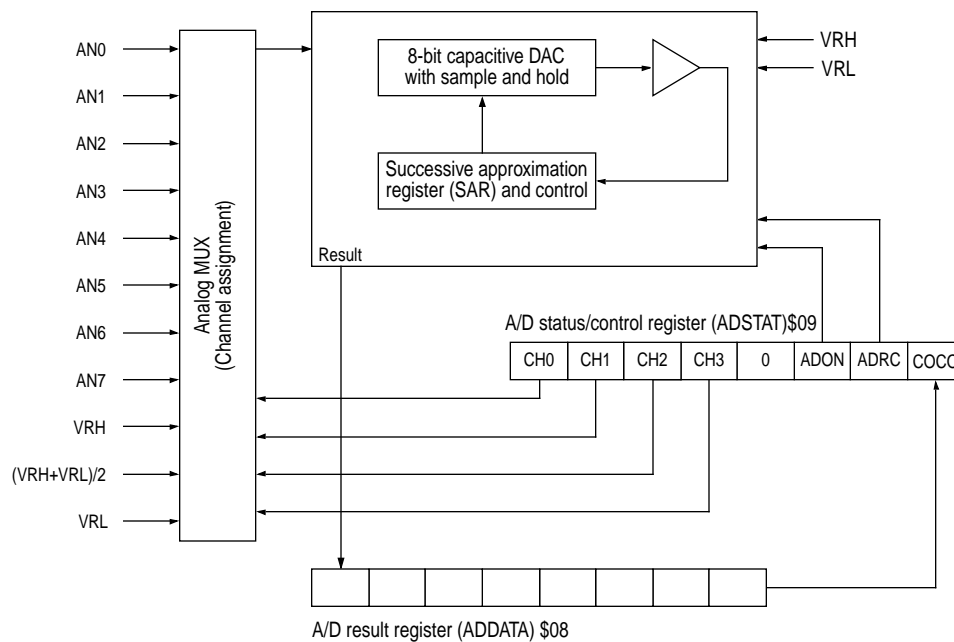 AN0
AN1
AN2
AN3
AN4
AN5
AN6
AN7
VRH
(VRH+VRL)/2
VRL
Analog MUX
(Channel assignment)
8-bit capacitive DAC
with sample and hold
Successive approximation
register (SAR) and control
Result
VRH
VRL
A/D status/control register (ADSTAT)$09
CH0 CH1 CH2 CH3 0 ADON ADRC COCO
A/D result register (ADDATA) $08